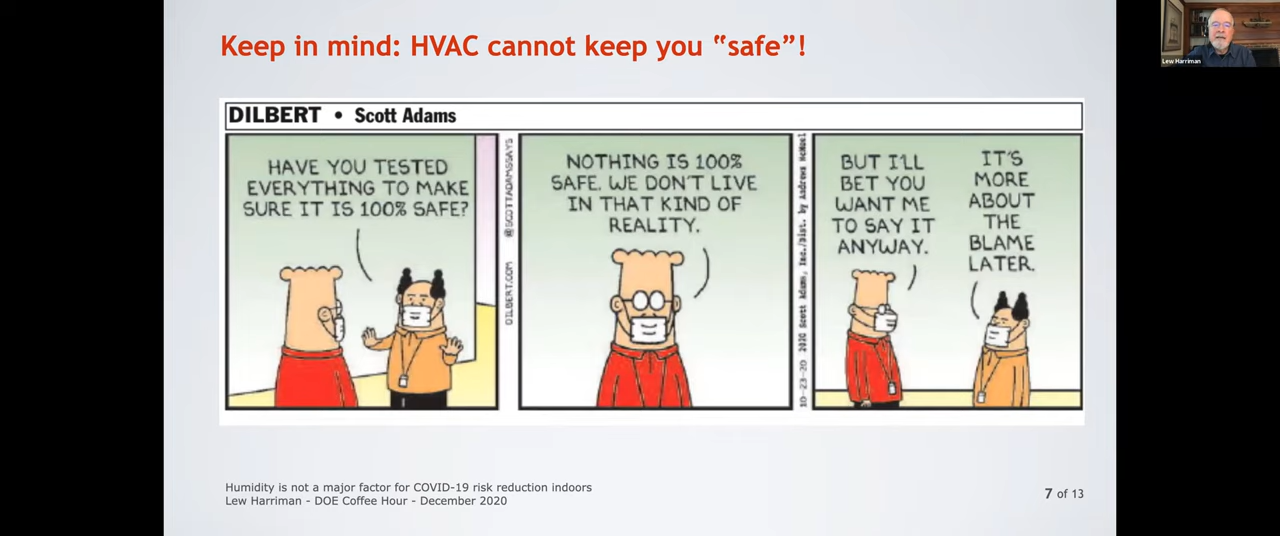 Keep in mind: HVAC cannot keep you “safe”!
Lew Harriman
DILBERT • Scott Adams
HAVE YOU TESTED
EVERYTHING TO MAKE
SURE IT IS 100% SAFE?
DILBERT.COM @SCOTTADAMSSAYS
NOTHING IS 100%
SAFE. WE DON'T LIVE
IN THAT KIND OF
REALITY.
10-23-20 2020 Scott Adams, Inc./Dist. by Andrews McMeel
BUT I'LL
BET YOU
WANT ME
TO SAY IT
ANYWAY.
IT'S
MORE
ABOUT
THE
BLAME
LATER.
Humidity is not a major factor for COVID-19 risk reduction indoors
Lew Harriman - DOE Coffee Hour - December 2020
7 of 13